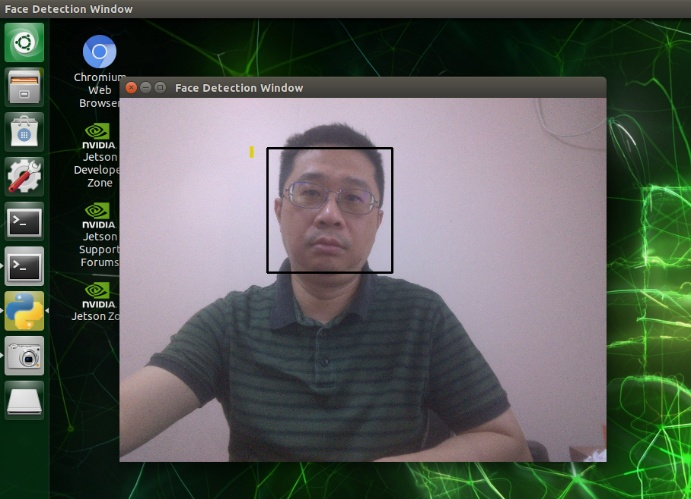 Face Detection Window
Chromium
Web
Browser
NVIDIA
Jetson
Develope
Zone
NVIDIA
Jetson
Support
Forums
NVIDIA
Jetson Zo
Face Detection Window